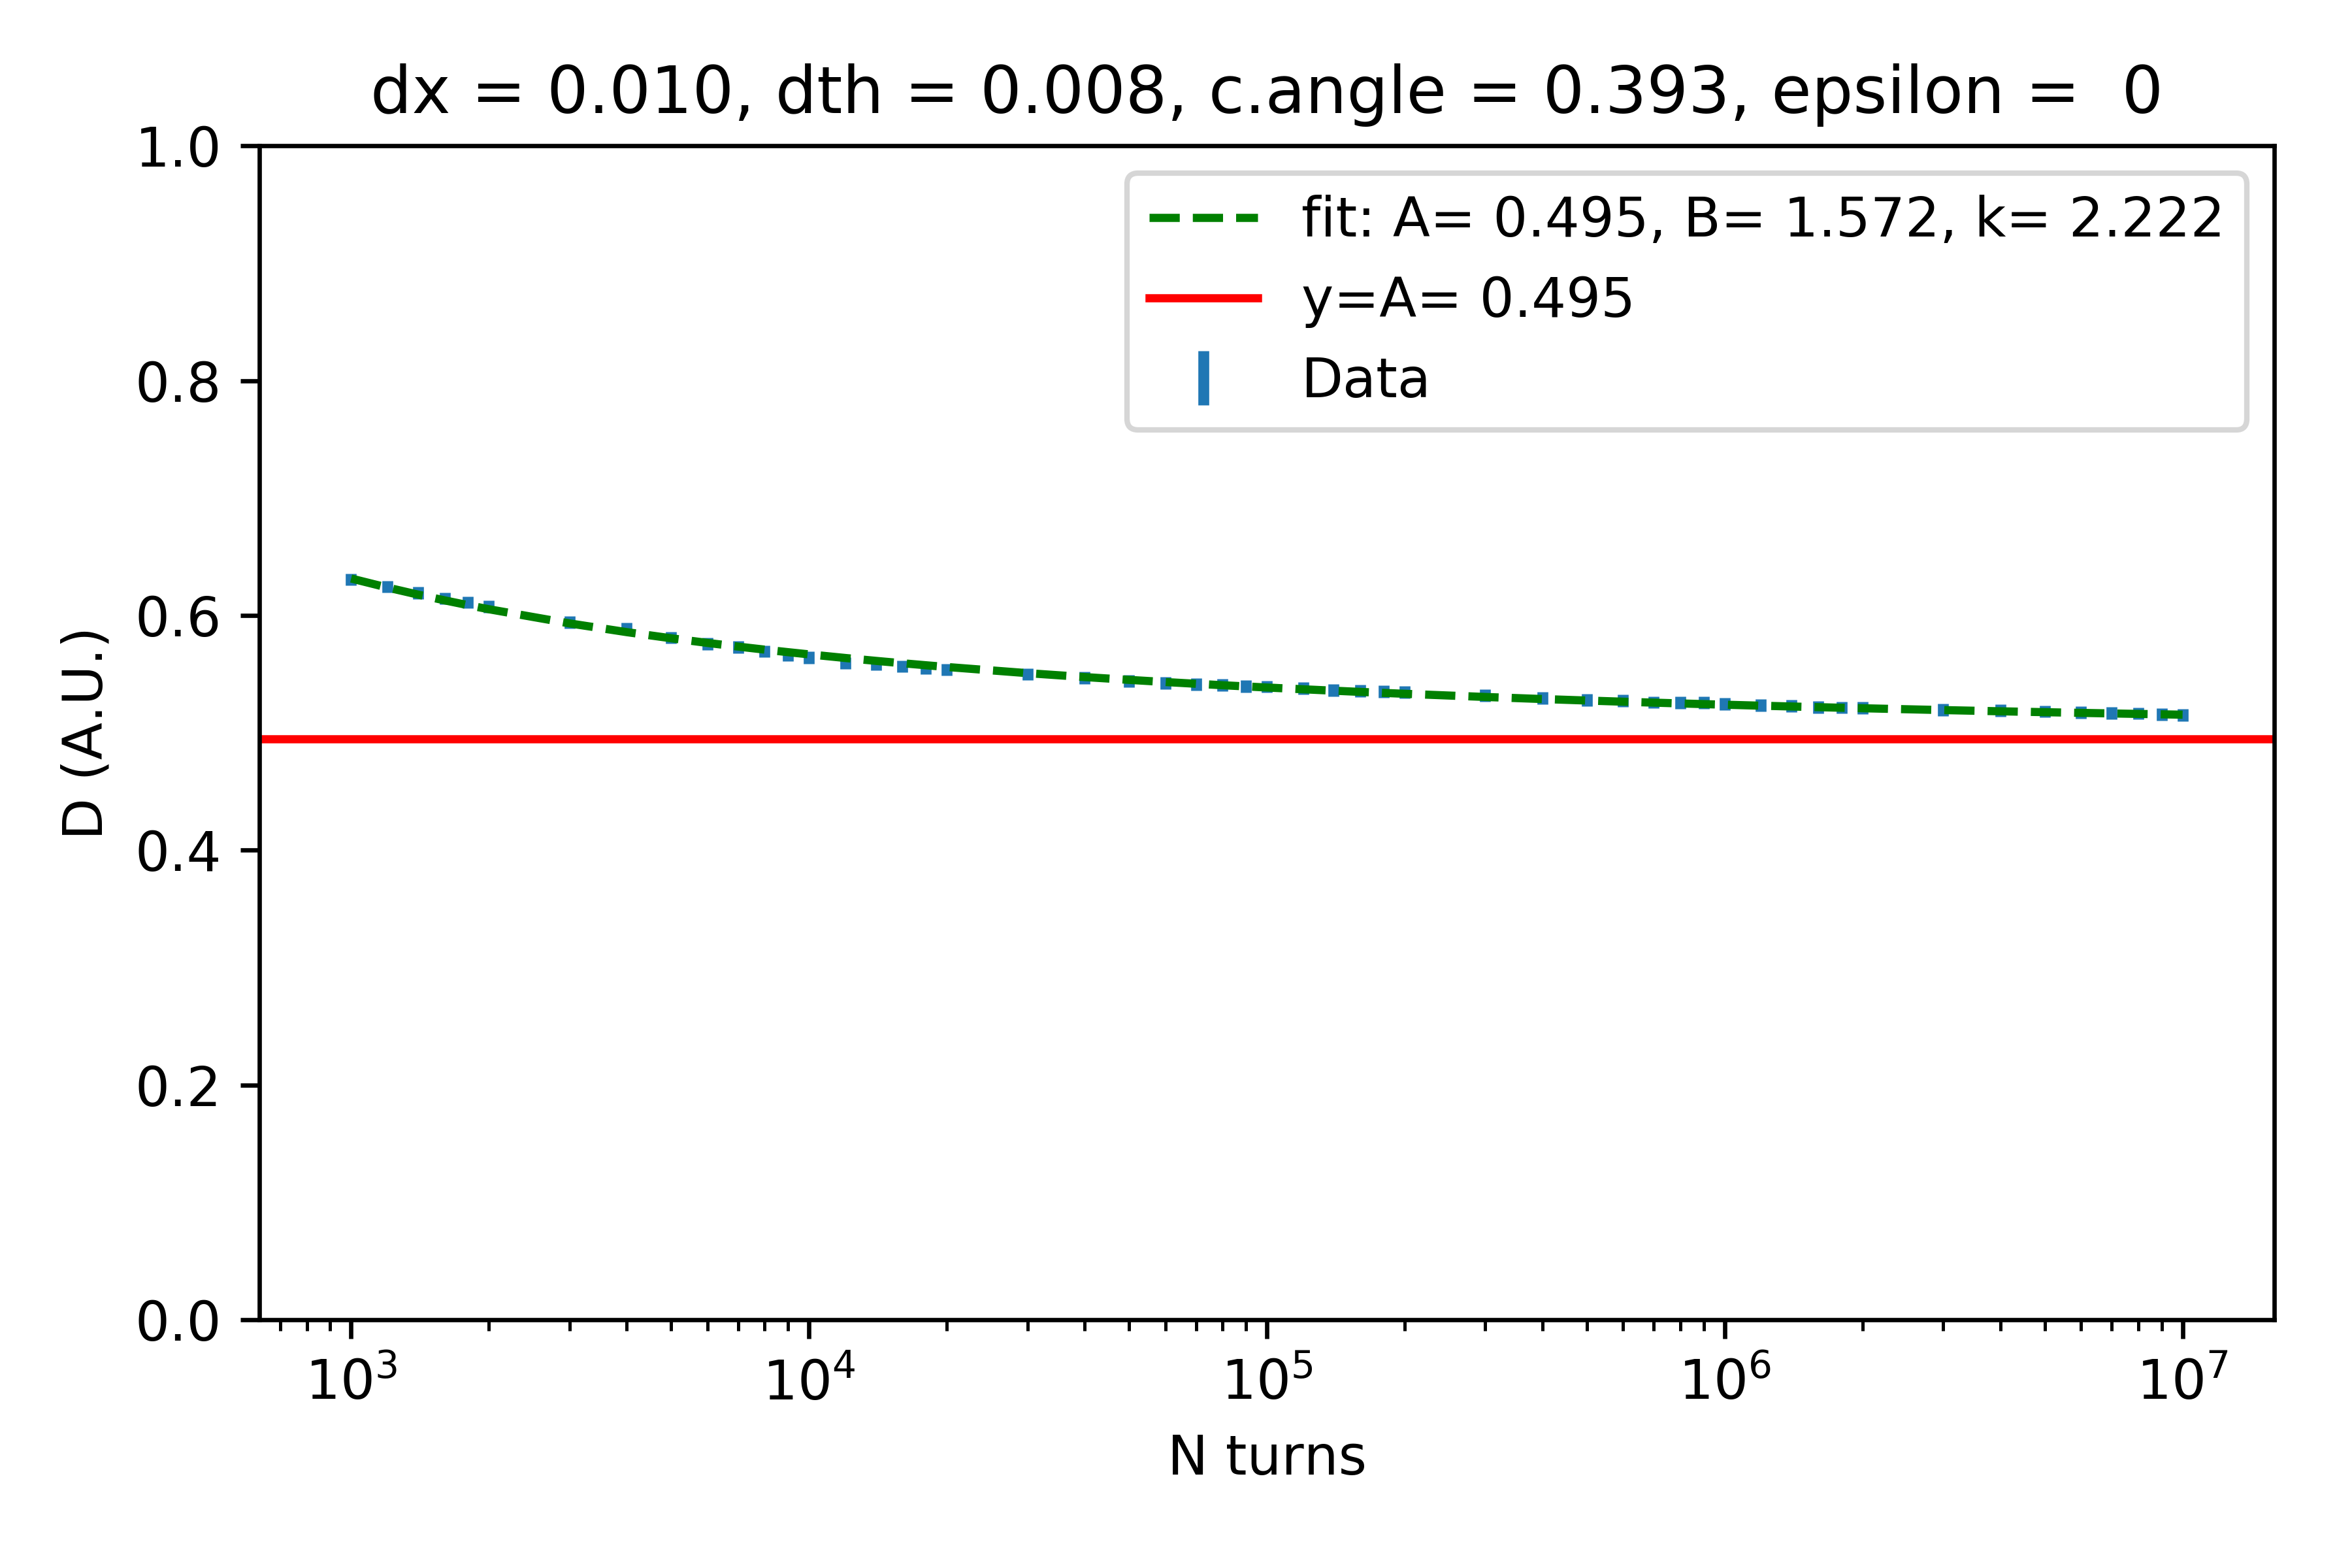 dx = 0.010, dth = 0.008, c.angle = 0.393, epsilon =  0
1.0
0.8
0.6
0.4
0.2
0.0
D (A.U.)
fit: A= 0.495, B= 1.572, k= 2.222
y=A= 0.495
Data
10³
10⁴
10⁵
10⁶
10⁷
N turns